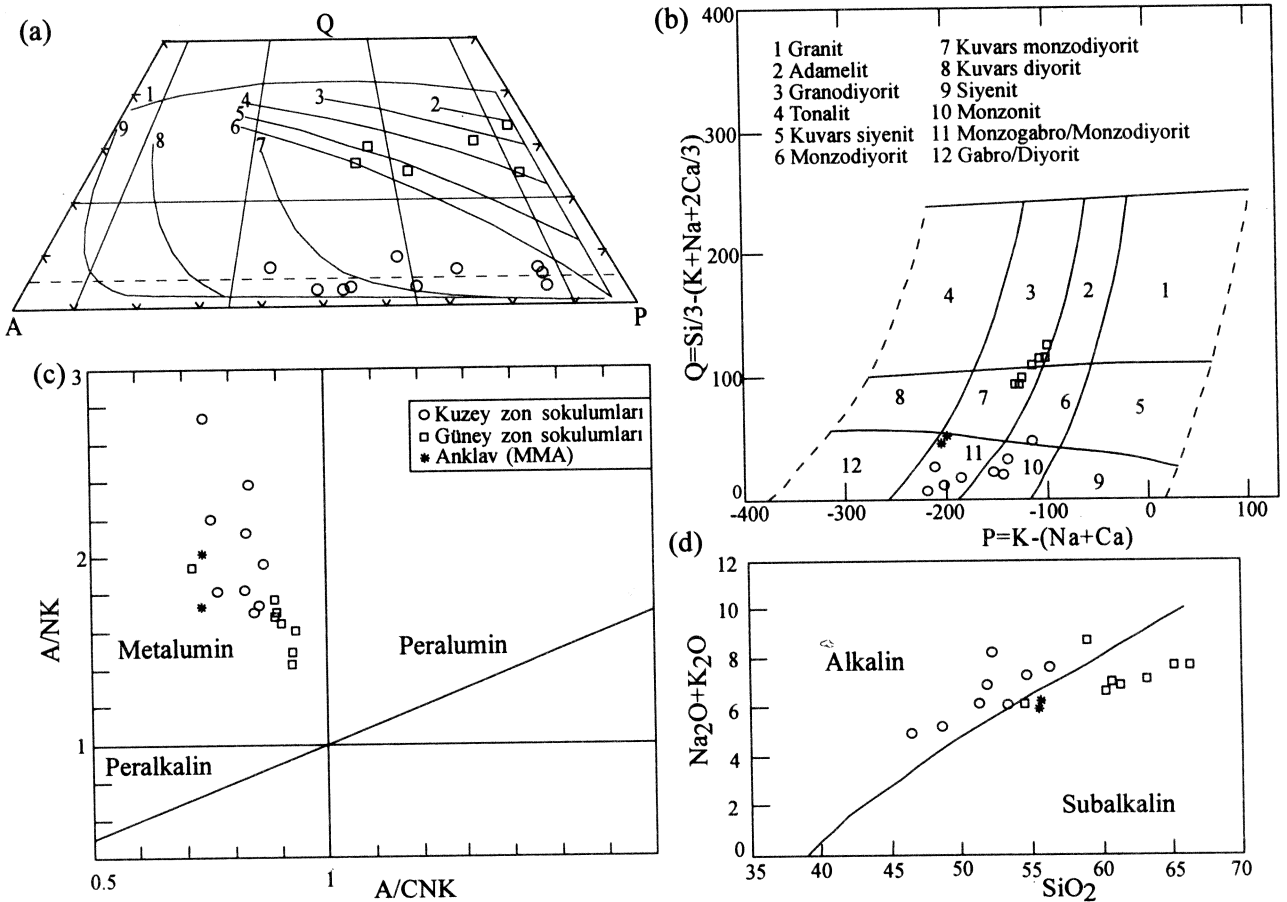 (a)
Q
1
2
3
4
5
6
7
8
9
A
P
(b)
400
300
200
100
0
Q=Si/3-(K+Na+2Ca/3)
1 Granit
2 Adamelit
3 Granodiyorit
4 Tonalit
5 Kuvars siyenit
6 Monzodiyorit
7 Kuvars monzodiyorit
8 Kuvars diyorit
9 Siyenit
10 Monzonit
11 Monzogabro/Monzodiyorit
12 Gabro/Diyorit
4
3
2
1
8
7
6
5
12
11
10
9
-400
-300
-200
-100
0
100
P=K-(Na+Ca)
(c)
3
2
1
A/NK
Kuzey zon sokulumları
Güney zon sokulumları
Anklav (MMA)
Metalumin
Peralumin
Peralkalin
0.5
1
A/CNK
(d)
12
10
8
6
4
2
0
Na2O+K2O
Alkalin
Subalkalin
35
40
45
50
55
60
65
70
SiO2